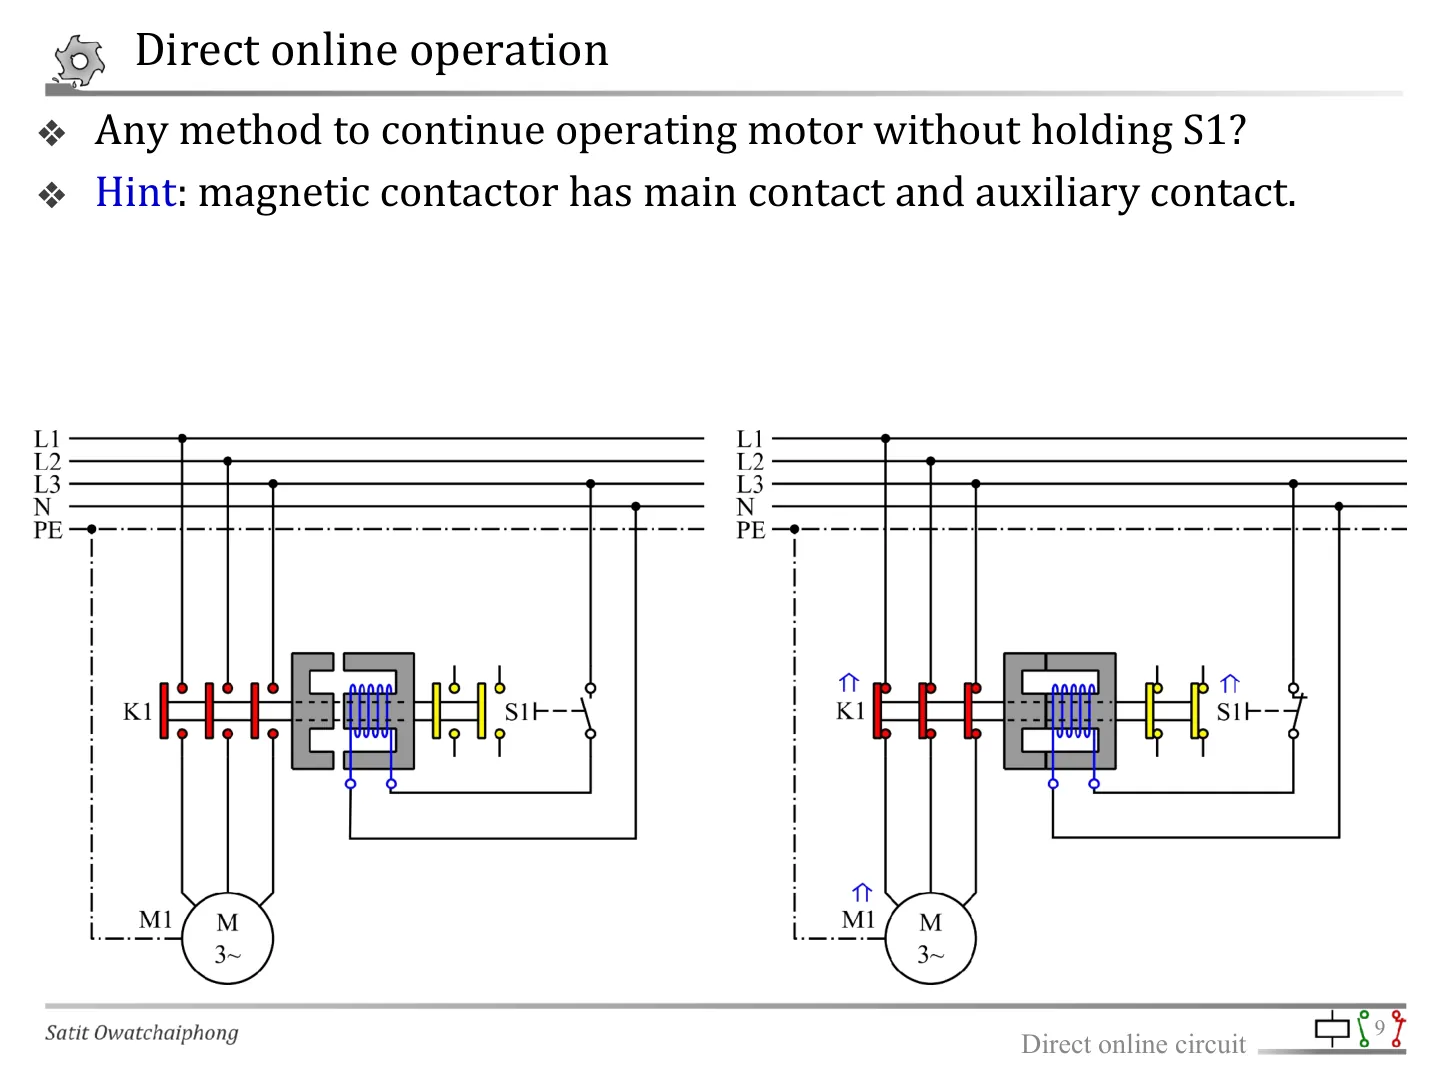 Direct online operation
❖ Any method to continue operating motor without holding S1?
❖ Hint: magnetic contactor has main contact and auxiliary contact.
L1
L2
L3
N
PE
K1
S1
M1
M
3~
L1
L2
L3
N
PE
K1
S1
M1
M
3~
Satit Owatchaiphong
Direct online circuit
9